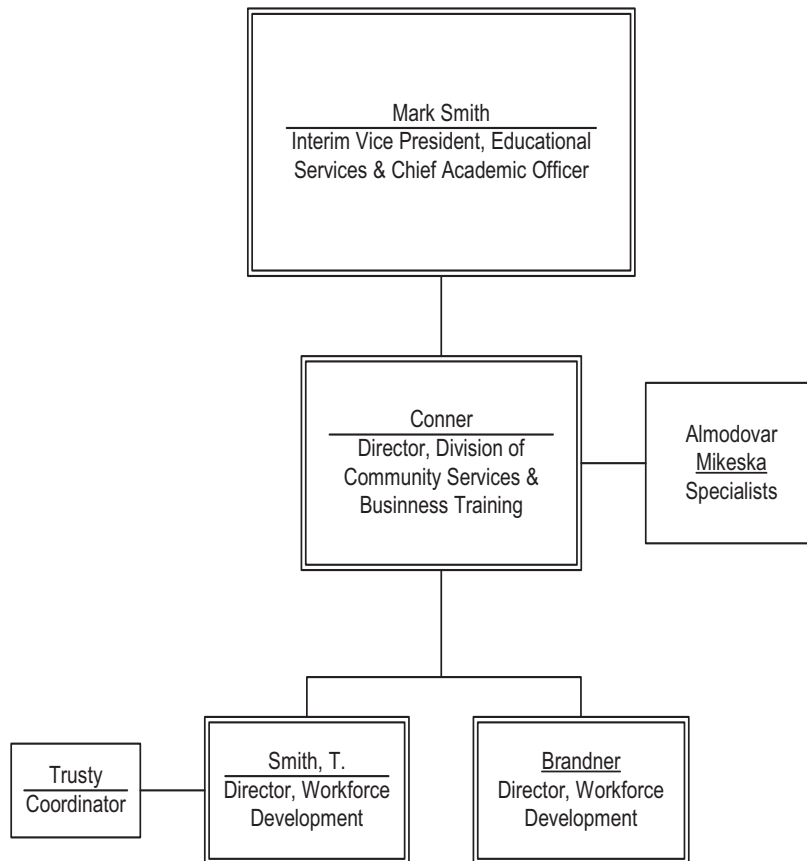 Mark Smith
Interim Vice President, Educational
Services & Chief Academic Officer
Conner
Director, Division of
Community Services &
Businness Training
Almodovar
Mikeska
Specialists
Trusty
Coordinator
Smith, T.
Director, Workforce
Development
Brandner
Director, Workforce
Development